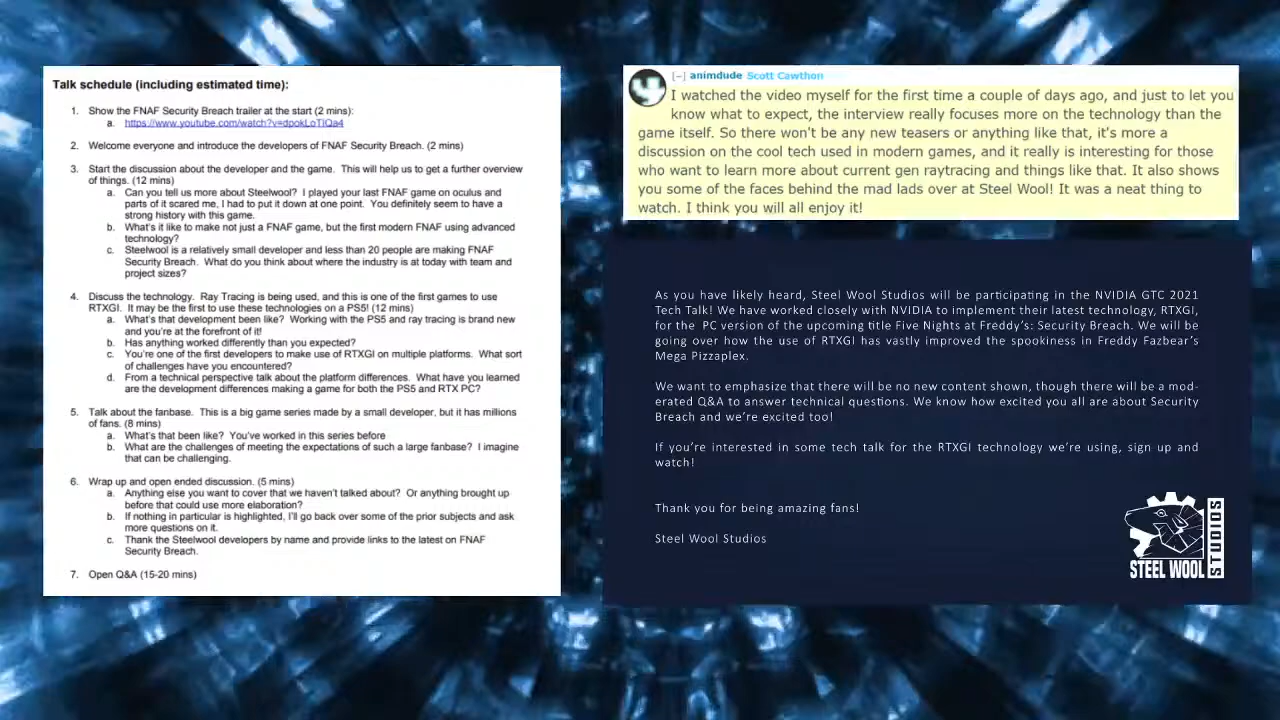 Talk schedule (including estimated time):
1. Show the FNAF Security Breach trailer at the start (2 mins):
a. https://www.youtube.com/watch?v=dpokLoTiQa4
2. Welcome everyone and introduce the developers of FNAF Security Breach. (2 mins)
3. Start the discussion about the developer and the game. This will help us to get a further overview
of things. (12 mins)
a. Can you tell us more about Steelwool? I played your last FNAF game on oculus and
parts of it scared me, I had to put it down at one point. You definitely seem to have a
strong history with this game.
b. What's it like to make not just a FNAF game, but the first modern FNAF using advanced
technology?
c. Steelwool is a relatively small developer and less than 20 people are making FNAF
Security Breach. What do you think about where the industry is at today with team and
project sizes?
4. Discuss the technology. Ray Tracing is being used, and this is one of the first games to use
RTXGI. It may be the first to use these technologies on a PS5! (12 mins)
a. What's that development been like? Working with the PS5 and ray tracing is brand new
and you're at the forefront of it!
b. Has anything worked differently than you expected?
c. You're one of the first developers to make use of RTXGI on multiple platforms. What sort
of challenges have you encountered?
d. From a technical perspective talk about the platform differences. What have you learned
are the development differences making a game for both the PS5 and RTX PC?
5. Talk about the fanbase. This is a big game series made by a small developer, but it has millions
of fans. (8 mins)
a. What's that been like? You've worked in this series before
b. What are the challenges of meeting the expectations of such a large fanbase? I imagine
that can be challenging.
6. Wrap up and open ended discussion. (5 mins)
a. Anything else you want to cover that we haven't talked about? Or anything brought up
before that could use more elaboration?
b. If nothing in particular is highlighted, I'll go back over some of the prior subjects and ask
more questions on it.
c. Thank the Steelwool developers by name and provide links to the latest on FNAF
Security Breach.
7. Open Q&A (15-20 mins)
[–] animdude Scott Cawthon
I watched the video myself for the first time a couple of days ago, and just to let you
know what to expect, the interview really focuses more on the technology than the
game itself. So there won't be any new teasers or anything like that, it's more a
discussion on the cool tech used in modern games, and it really is interesting for those
who want to learn more about current gen raytracing and things like that. It also shows
you some of the faces behind the mad lads over at Steel Wool! It was a neat thing to
watch. I think you will all enjoy it!
As you have likely heard, Steel Wool Studios will be participating in the NVIDIA GTC 2021
Tech Talk! We have worked closely with NVIDIA to implement their latest technology, RTXGI,
for the PC version of the upcoming title Five Nights at Freddy's: Security Breach. We will be
going over how the use of RTXGI has vastly improved the spookiness in Freddy Fazbear's
Mega Pizzaplex.
We want to emphasize that there will be no new content shown, though there will be a mod-
erated Q&A to answer technical questions. We know how excited you all are about Security
Breach and we're excited too!
If you're interested in some tech talk for the RTXGI technology we're using, sign up and
watch!
Thank you for being amazing fans!
Steel Wool Studios
STEEL WOOL
STUDIOS